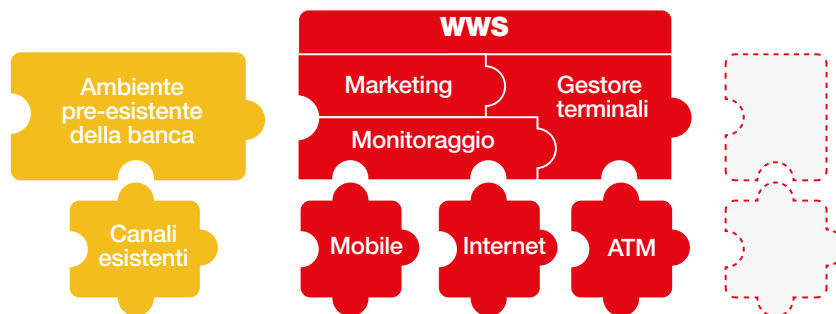 WWS
Ambiente
pre-esistente
della banca
Marketing
Gestore
terminali
Monitoraggio
Canali
esistenti
Mobile
Internet
ATM